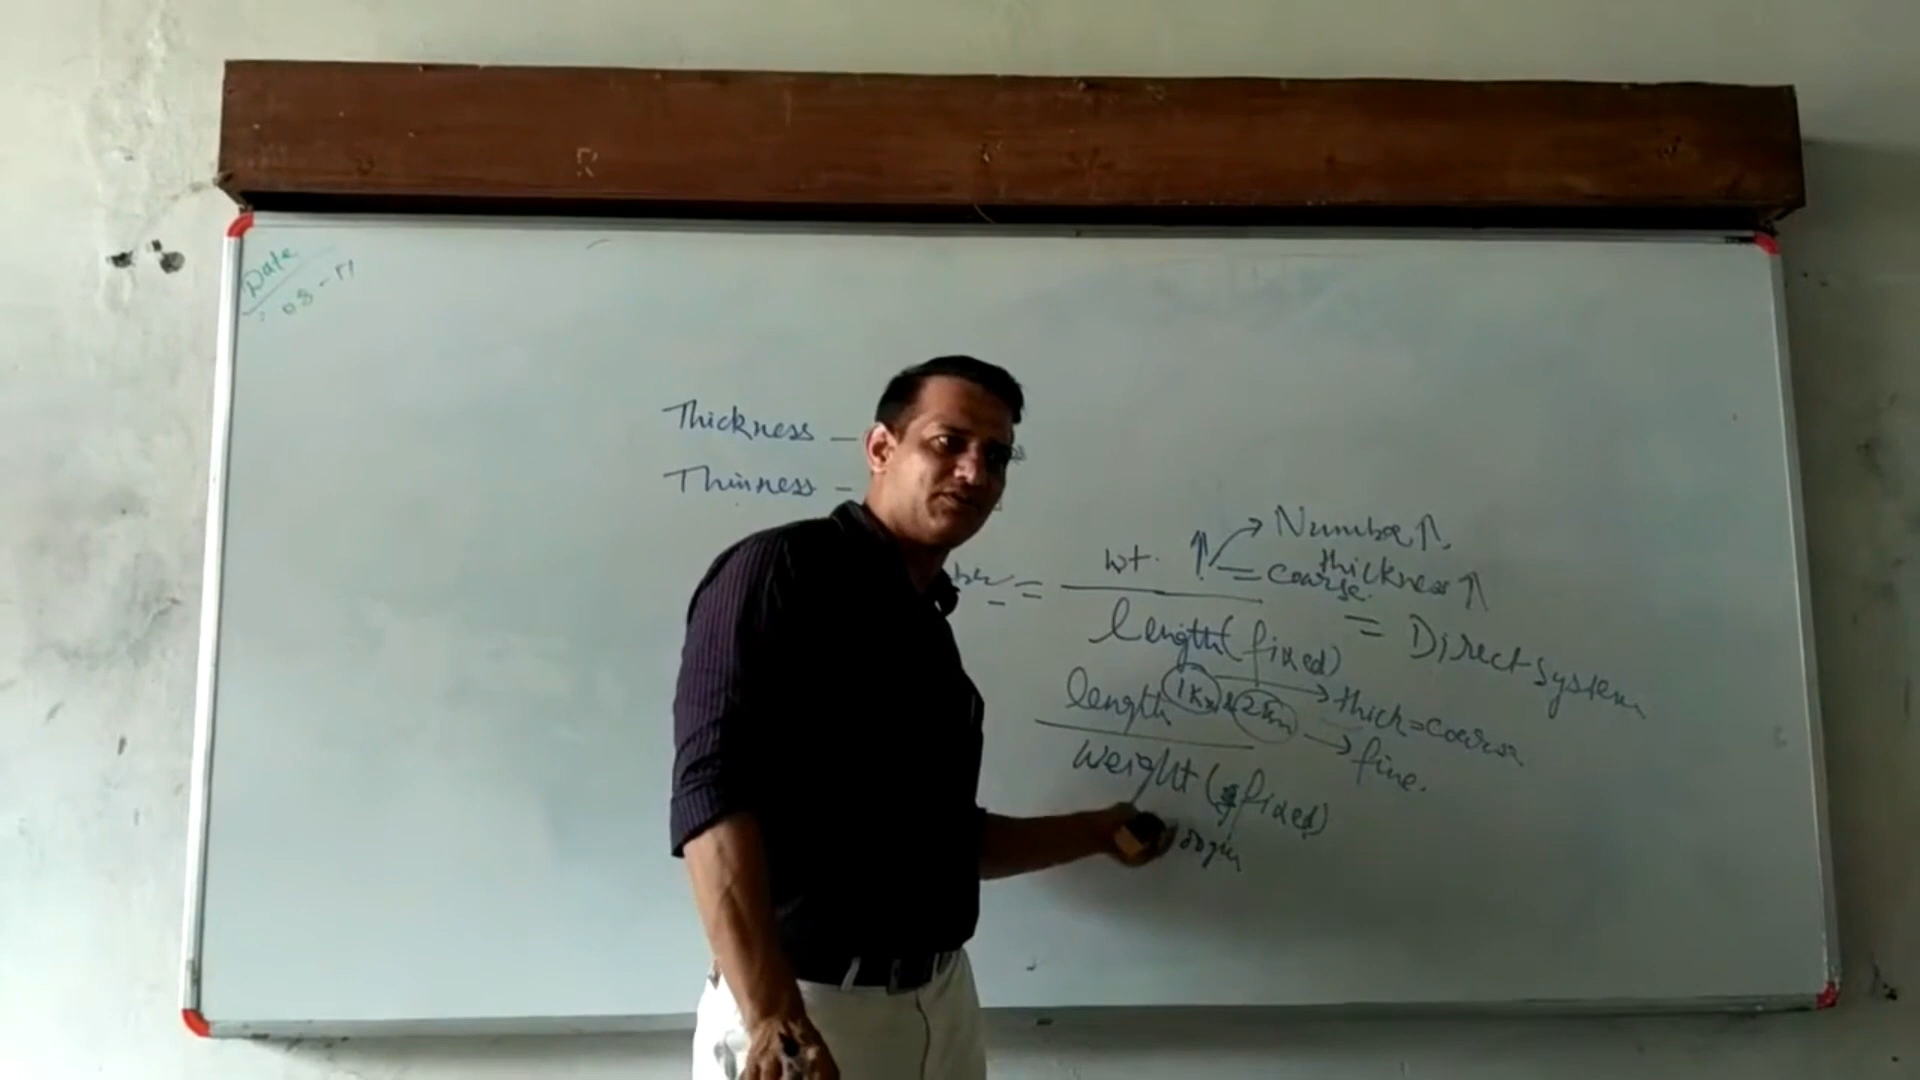 Date
08-11
R
Thickness —
Thinness —
Number ↑
wt. ↑ = coarse thickness ↑
=
length (fixed) = Direct system
length 1km & 2km → thick = coarse
→ fine.
Weight (fixed)